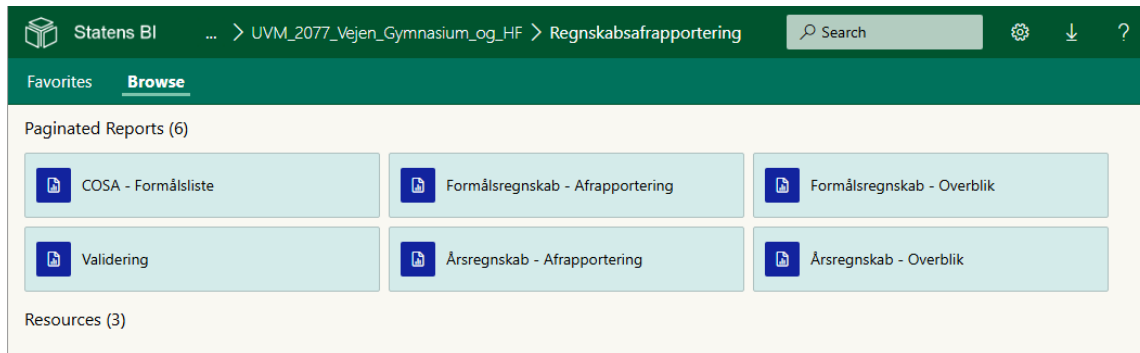 Statens BI ... > UVM_2077_Vejen_Gymnasium_og_HF > Regnskabsafrapportering Search ?
Favorites Browse
Paginated Reports (6)
COSA - Formålsliste Formålsregnskab - Afrapportering Formålsregnskab - Overblik
Validering Årsregnskab - Afrapportering Årsregnskab - Overblik
Resources (3)